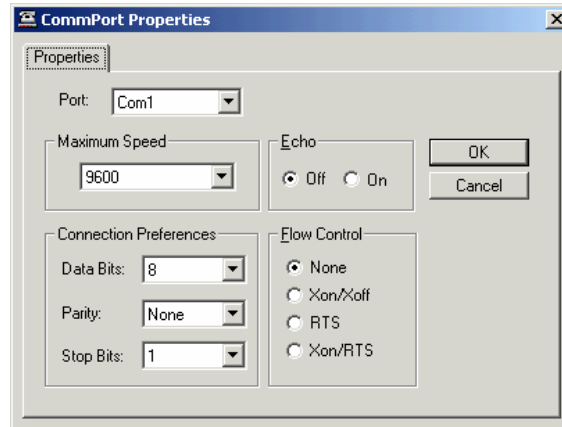 CommPort Properties
Properties
Port: Com1
Maximum Speed
9600
Echo
Off On
OK
Cancel
Connection Preferences
Data Bits: 8
Parity: None
Stop Bits: 1
Flow Control
None
Xon/Xoff
RTS
Xon/RTS